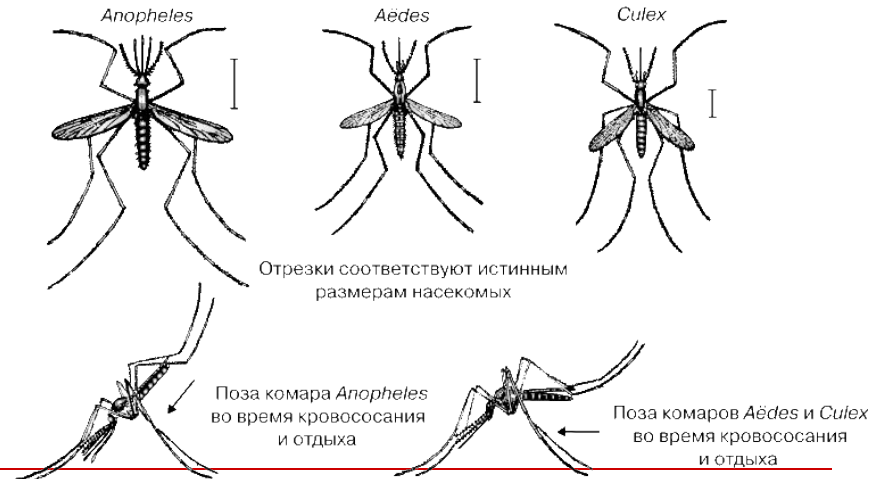 Anopheles
Aëdes
Culex
Отрезки соответствуют истинным
размерам насекомых
Поза комара Anopheles
во время кровососания
и отдыха
Поза комаров Aëdes и Culex
во время кровососания
и отдыха